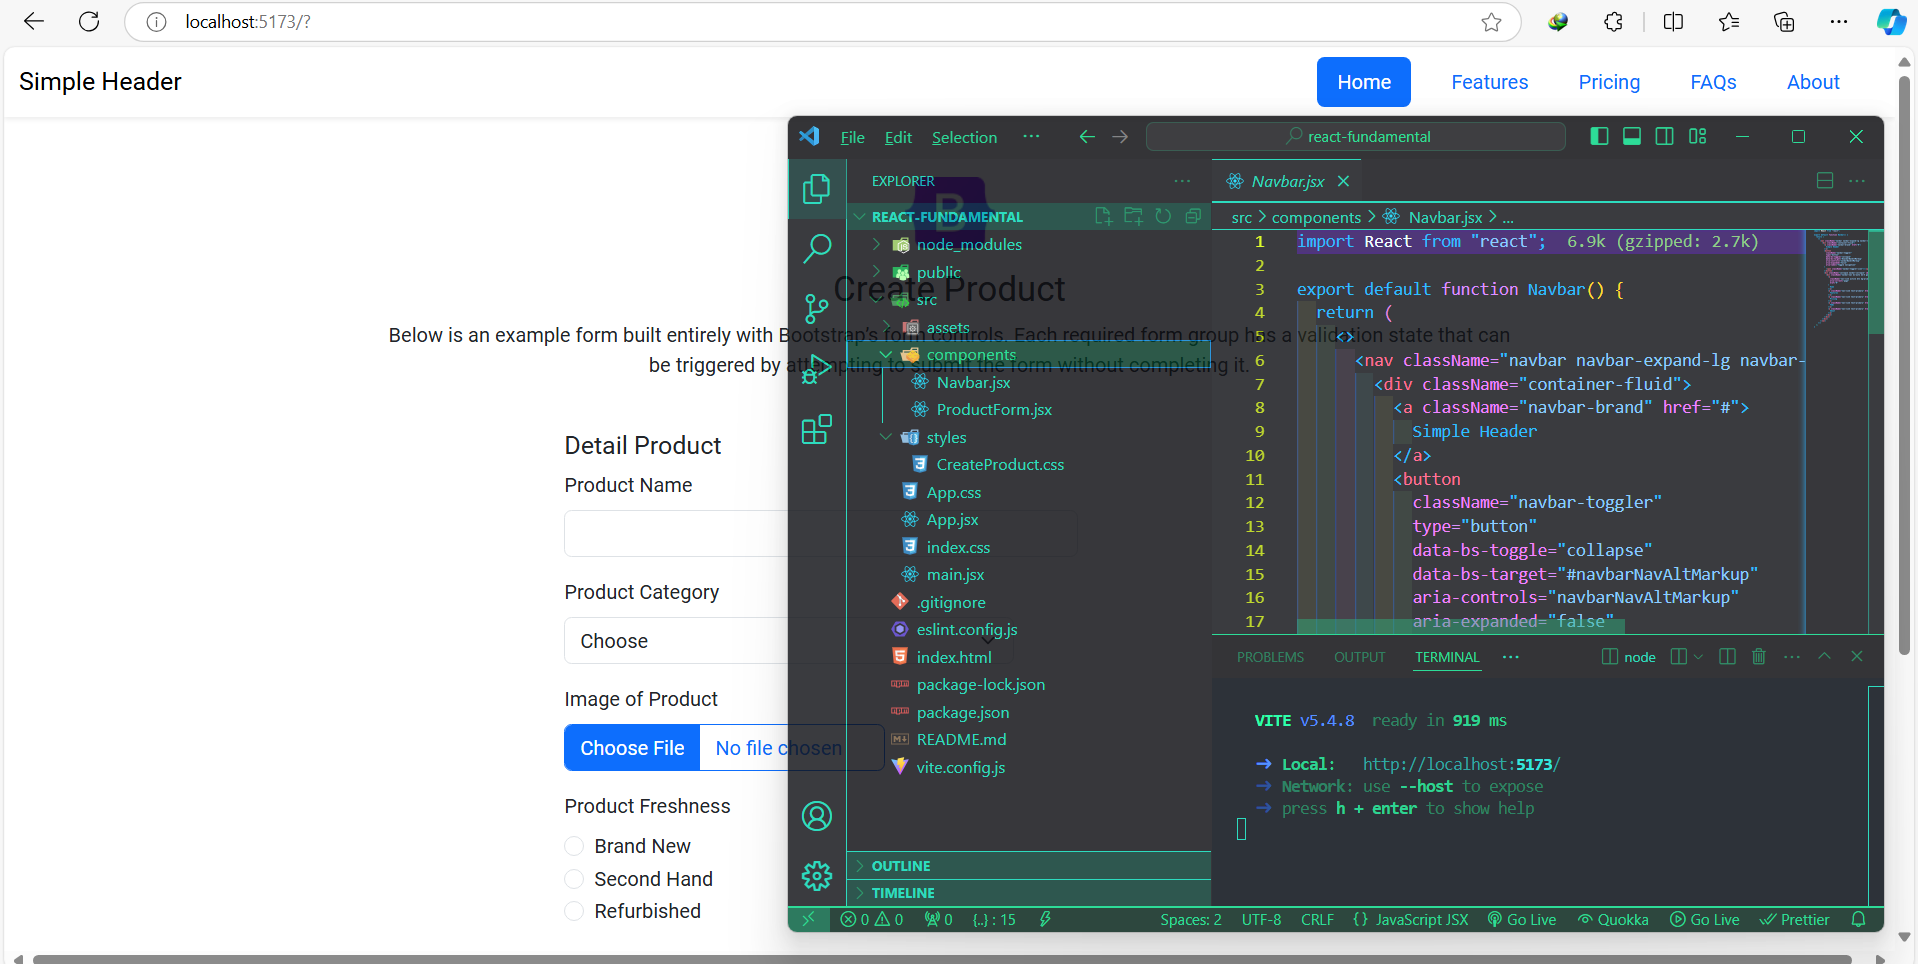 localhost:5173/?
Simple Header
Home
Features
Pricing
FAQs
About
File
Edit
Selection
react-fundamental
EXPLORER
B
REACT-FUNDAMENTAL
node_modules
public
Create Product
src
assets
Below is an example form built entirely with Bootstrap's form controls. Each required form group has a validation state that can
be triggered by attempting to submit the form without completing it.
components
Navbar.jsx
ProductForm.jsx
styles
CreateProduct.css
App.css
App.jsx
index.css
main.jsx
.gitignore
eslint.config.js
index.html
package-lock.json
package.json
README.md
vite.config.js
OUTLINE
TIMELINE
Detail Product
Product Name
Product Category
Choose
Image of Product
Choose File
No file chosen
Product Freshness
Brand New
Second Hand
Refurbished
Navbar.jsx
src > components > Navbar.jsx > ...
1 import React from "react"; 6.9k (gzipped: 2.7k)
2
3 export default function Navbar() {
4 return (
5 <>
6 <nav className="navbar navbar-expand-lg navbar-
7 <div className="container-fluid">
8 <a className="navbar-brand" href="#">
9 Simple Header
10 </a>
11 <button
12 className="navbar-toggler"
13 type="button"
14 data-bs-toggle="collapse"
15 data-bs-target="#navbarNavAltMarkup"
16 aria-controls="navbarNavAltMarkup"
17 aria-expanded="false"
PROBLEMS
OUTPUT
TERMINAL
node
VITE v5.4.8 ready in 919 ms
➜ Local: http://localhost:5173/
➜ Network: use --host to expose
➜ press h + enter to show help
0
0
0
{..} : 15
Spaces: 2
UTF-8
CRLF
{} JavaScript JSX
Go Live
Quokka
Go Live
Prettier